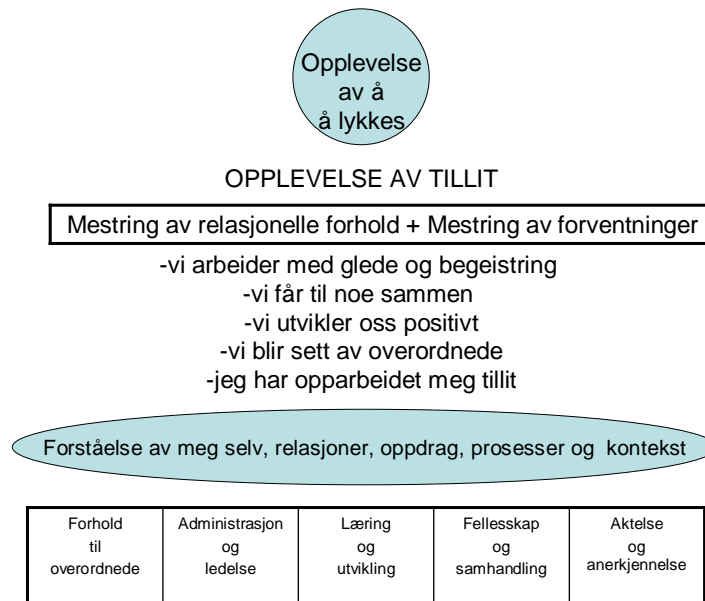 Opplevelse
av å
å lykkes
OPPLEVELSE AV TILLIT
Mestring av relasjonelle forhold + Mestring av forventninger
-vi arbeider med glede og begeistring
-vi får til noe sammen
-vi utvikler oss positivt
-vi blir sett av overordnede
-jeg har opparbeidet meg tillit
Forståelse av meg selv, relasjoner, oppdrag, prosesser og kontekst
Forhold
til
overordnede
Administrasjon
og
ledelse
Læring
og
utvikling
Fellesskap
og
samhandling
Aktelse
og
anerkjennelse